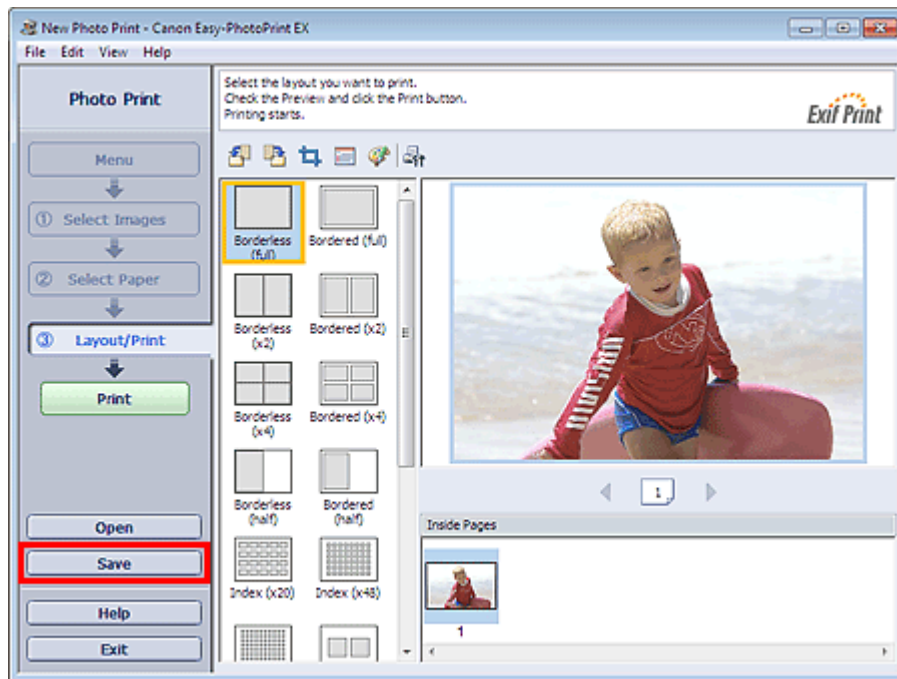 New Photo Print - Canon Easy-PhotoPrint EX
File Edit View Help
Photo Print
Select the layout you want to print.
Check the Preview and click the Print button.
Printing starts.
Exif Print
Menu
① Select Images
② Select Paper
③ Layout/Print
Print
Open
Save
Help
Exit
Borderless (full)
Bordered (full)
Borderless (x2)
Bordered (x2)
Borderless (x4)
Bordered (x4)
Borderless (half)
Bordered (half)
Index (x20)
Index (x48)
1
Inside Pages
1